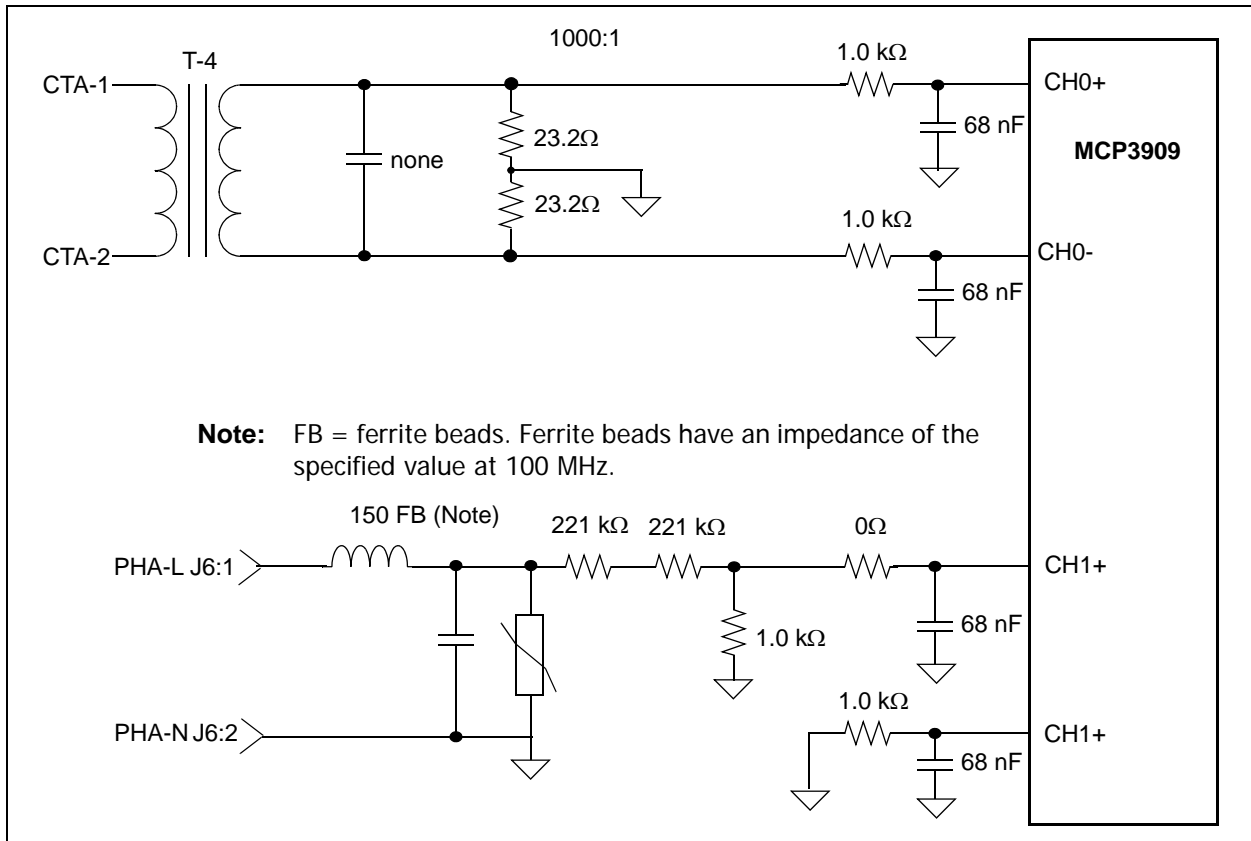 1000:1
T-4
1.0 kΩ
CTA-1
CH0+
68 nF
23.2Ω
MCP3909
none
23.2Ω
1.0 kΩ
CTA-2
CH0-
68 nF
Note: FB = ferrite beads. Ferrite beads have an impedance of the
specified value at 100 MHz.
150 FB (Note)
221 kΩ
221 kΩ
0Ω
PHA-L J6:1
CH1+
68 nF
1.0 kΩ
1.0 kΩ
PHA-N J6:2
CH1+
68 nF